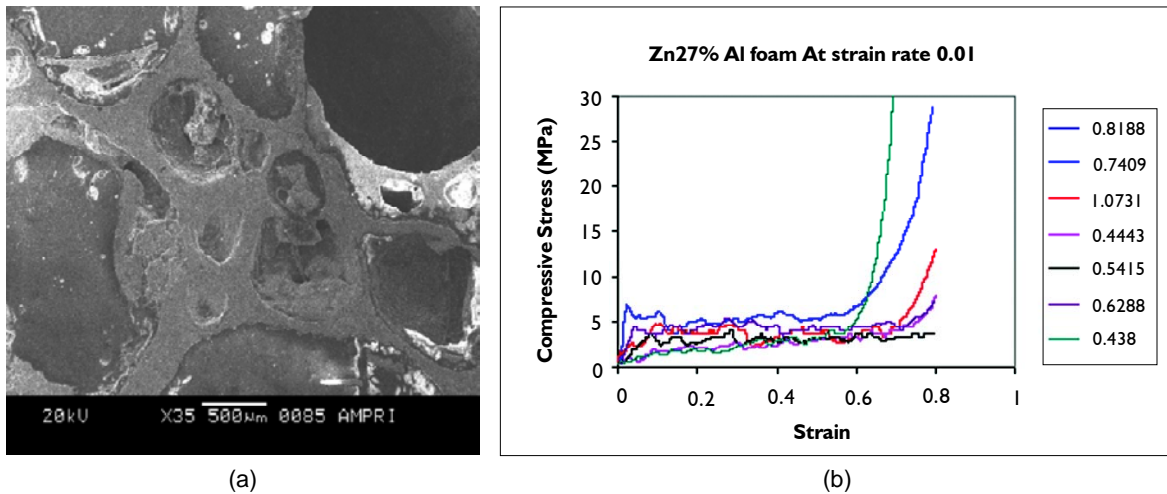 20kV X35 500µm 0085 AMPRI
(a)
Zn27% Al foam At strain rate 0.01
Compressive Stress (MPa)
30
25
20
15
10
5
0
0 0.2 0.4 0.6 0.8 1
Strain
0.8188
0.7409
1.0731
0.4443
0.5415
0.6288
0.438
(b)